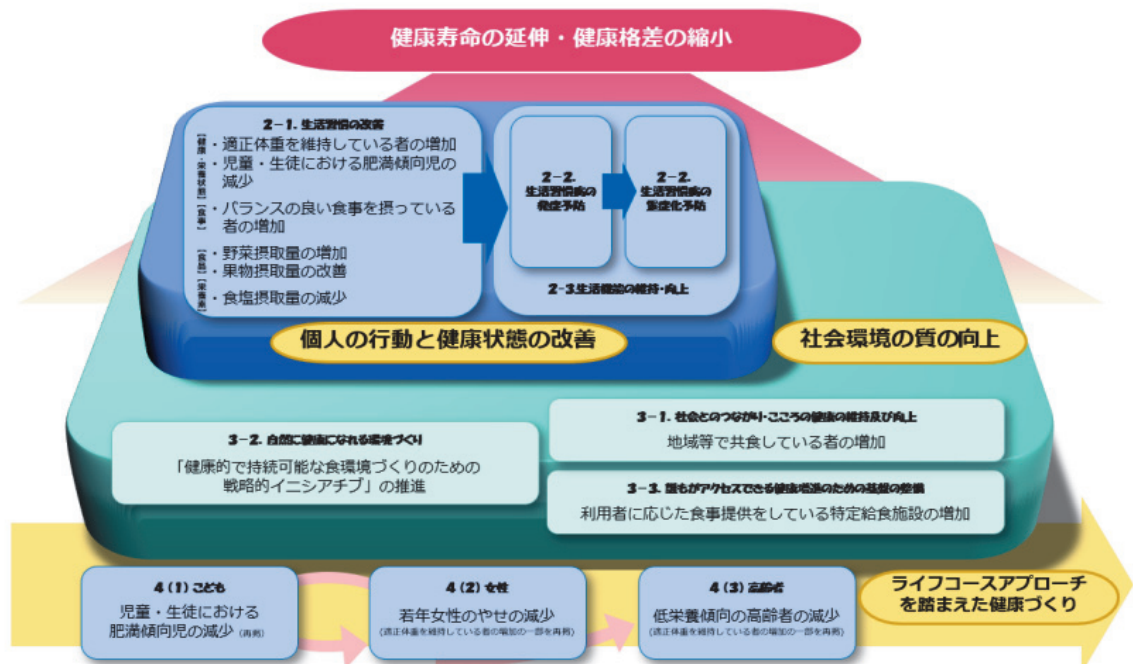 健康寿命の延伸・健康格差の縮小
2-1. 生活習慣の改善
【健康・栄養状態】
・適正体重を維持している者の増加
・児童・生徒における肥満傾向児の
減少
【食事】
・バランスの良い食事を摂っている
者の増加
【食品】
・野菜摂取量の増加
・果物摂取量の改善
【栄養素】
・食塩摂取量の減少
2-2.
生活習慣病の
発症予防
2-2.
生活習慣病の
重症化予防
2-3.生活機能の維持・向上
個人の行動と健康状態の改善
社会環境の質の向上
3-1. 社会とのつながり・こころの健康の維持及び向上
地域等で共食している者の増加
3-2. 自然に健康になれる環境づくり
「健康的で持続可能な食環境づくりのための
戦略的イニシアチブ」の推進
3-3. 誰もがアクセスできる健康増進のための基盤の整備
利用者に応じた食事提供をしている特定給食施設の増加
4(1) こども
児童・生徒における
肥満傾向児の減少 (再掲)
4(2) 女性
若年女性のやせの減少
(適正体重を維持している者の増加の一部を再掲)
4(3) 高齢者
低栄養傾向の高齢者の減少
(適正体重を維持している者の増加の一部を再掲)
ライフコースアプローチ
を踏まえた健康づくり